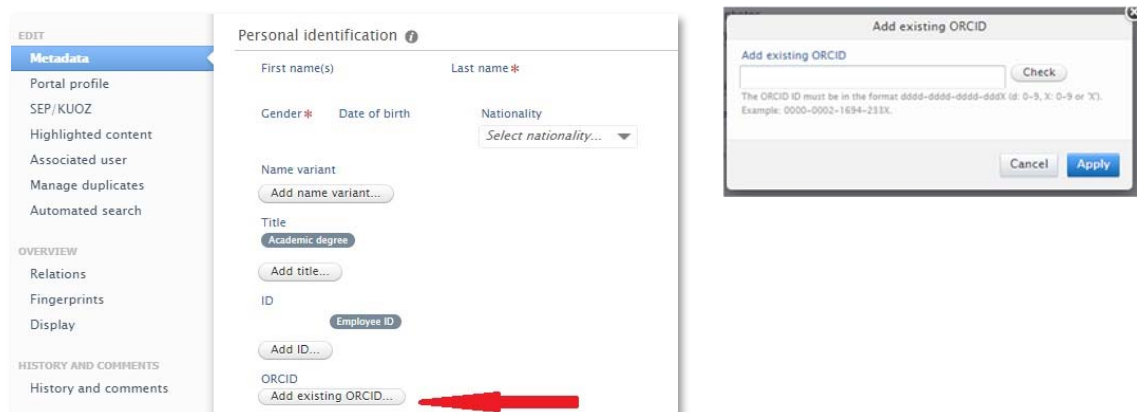 EDIT
Metadata
Portal profile
SEP/KUOZ
Highlighted content
Associated user
Manage duplicates
Automated search
OVERVIEW
Relations
Fingerprints
Display
HISTORY AND COMMENTS
History and comments
Personal identification
First name(s) Last name*
Gender* Date of birth Nationality
Select nationality...
Name variant
Add name variant...
Title
Academic degree
Add title...
ID
Employee ID
Add ID...
ORCID
Add existing ORCID...
Add existing ORCID
Add existing ORCID
Check
The ORCID ID must be in the format dddd-dddd-dddd-dddX (d: 0-9, X: 0-9 or 'X').
Example: 0000-0002-1694-233X.
Cancel Apply